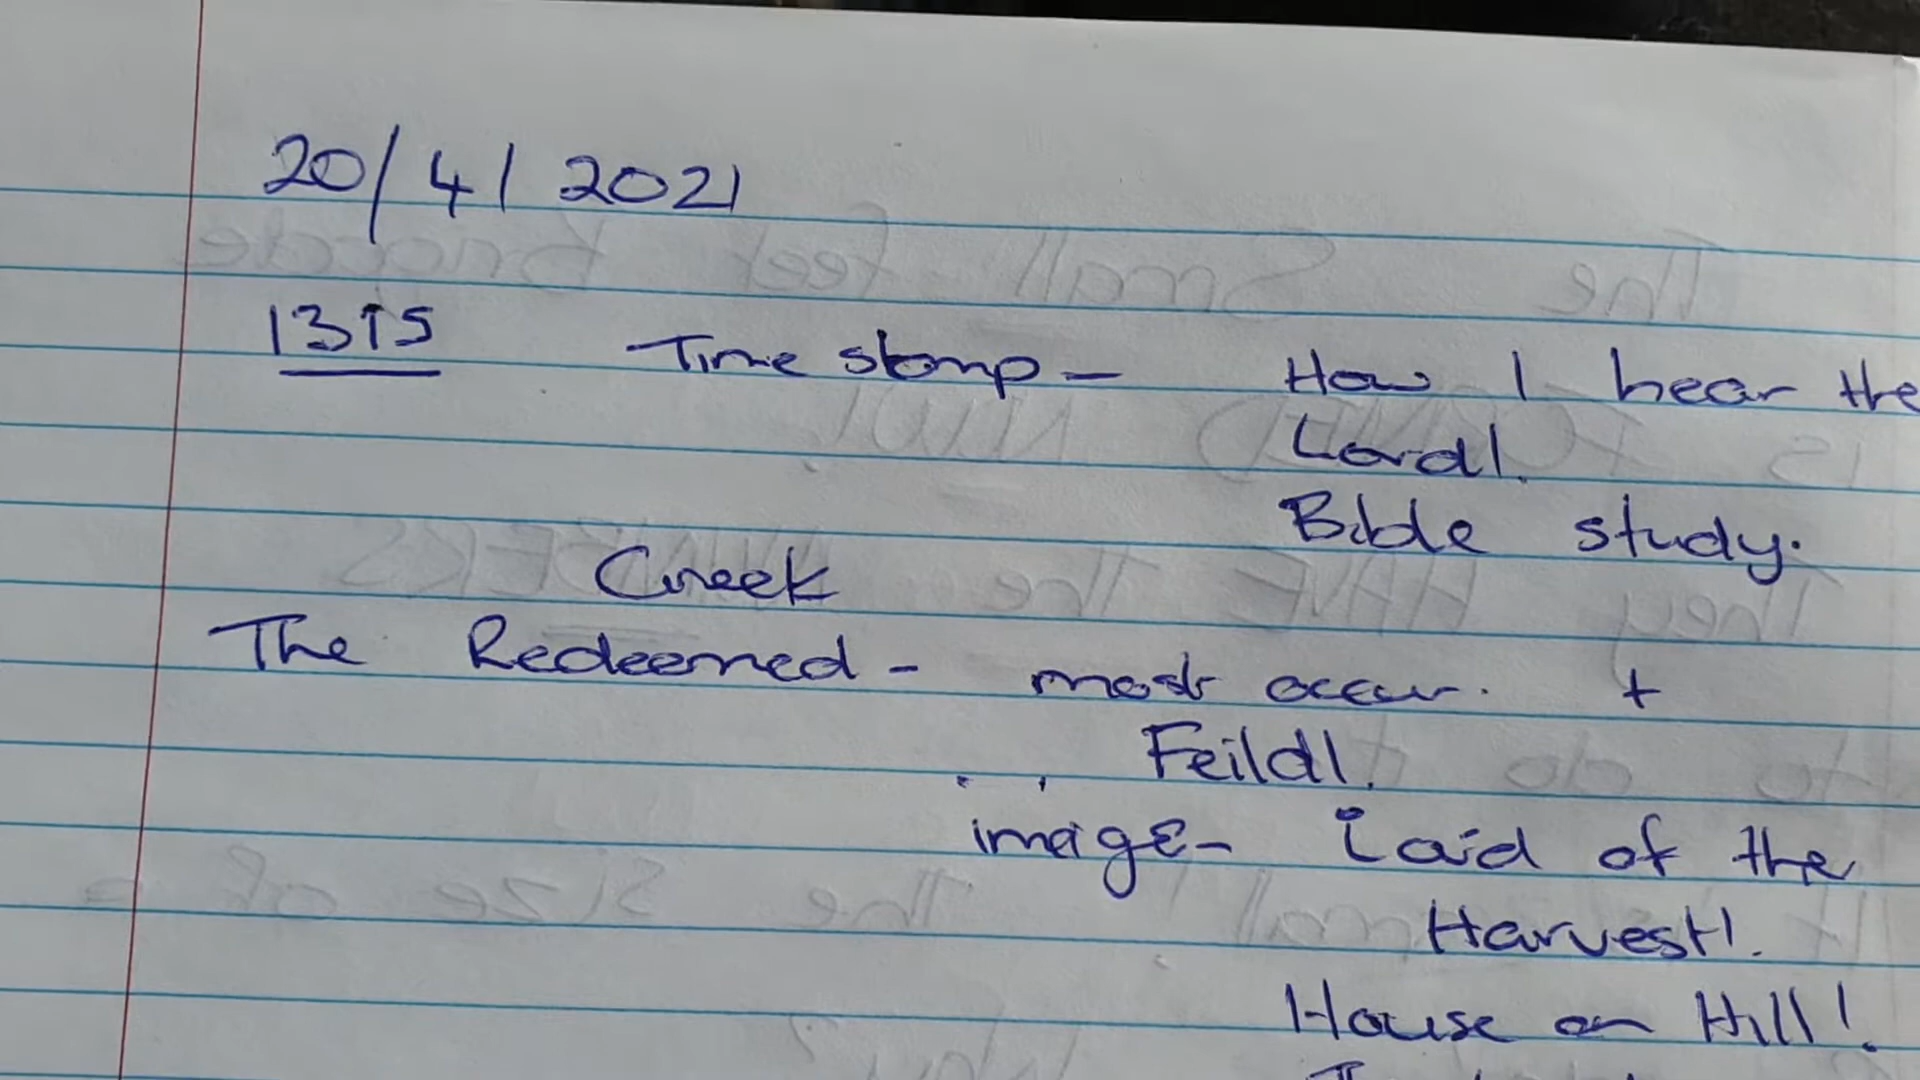 20/4/2021
1315 Time stamp - How I hear the
Lord!
Bible study.
Creek
The Redeemed - most occur. +
Feild!
image - Laid of the
Harvest!
House on Hill!